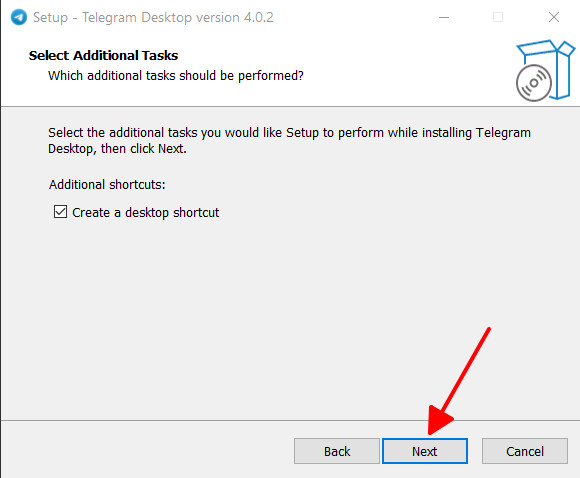 Setup - Telegram Desktop version 4.0.2
Select Additional Tasks
Which additional tasks should be performed?
Select the additional tasks you would like Setup to perform while installing Telegram
Desktop, then click Next.
Additional shortcuts:
Create a desktop shortcut
Back Next Cancel